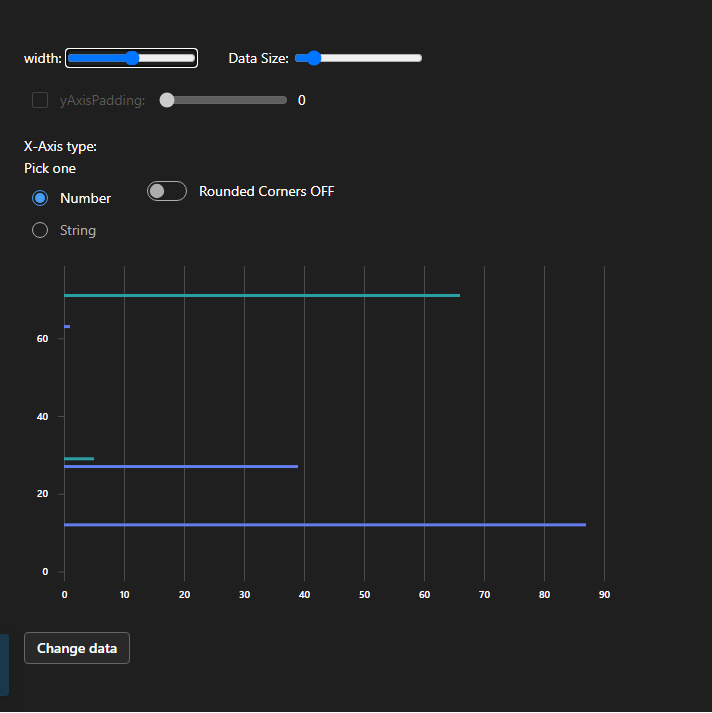 width: Data Size:
yAxisPadding: 0
X-Axis type:
Pick one
Number
Rounded Corners OFF
String
60
40
20
0
0 10 20 30 40 50 60 70 80 90
Change data